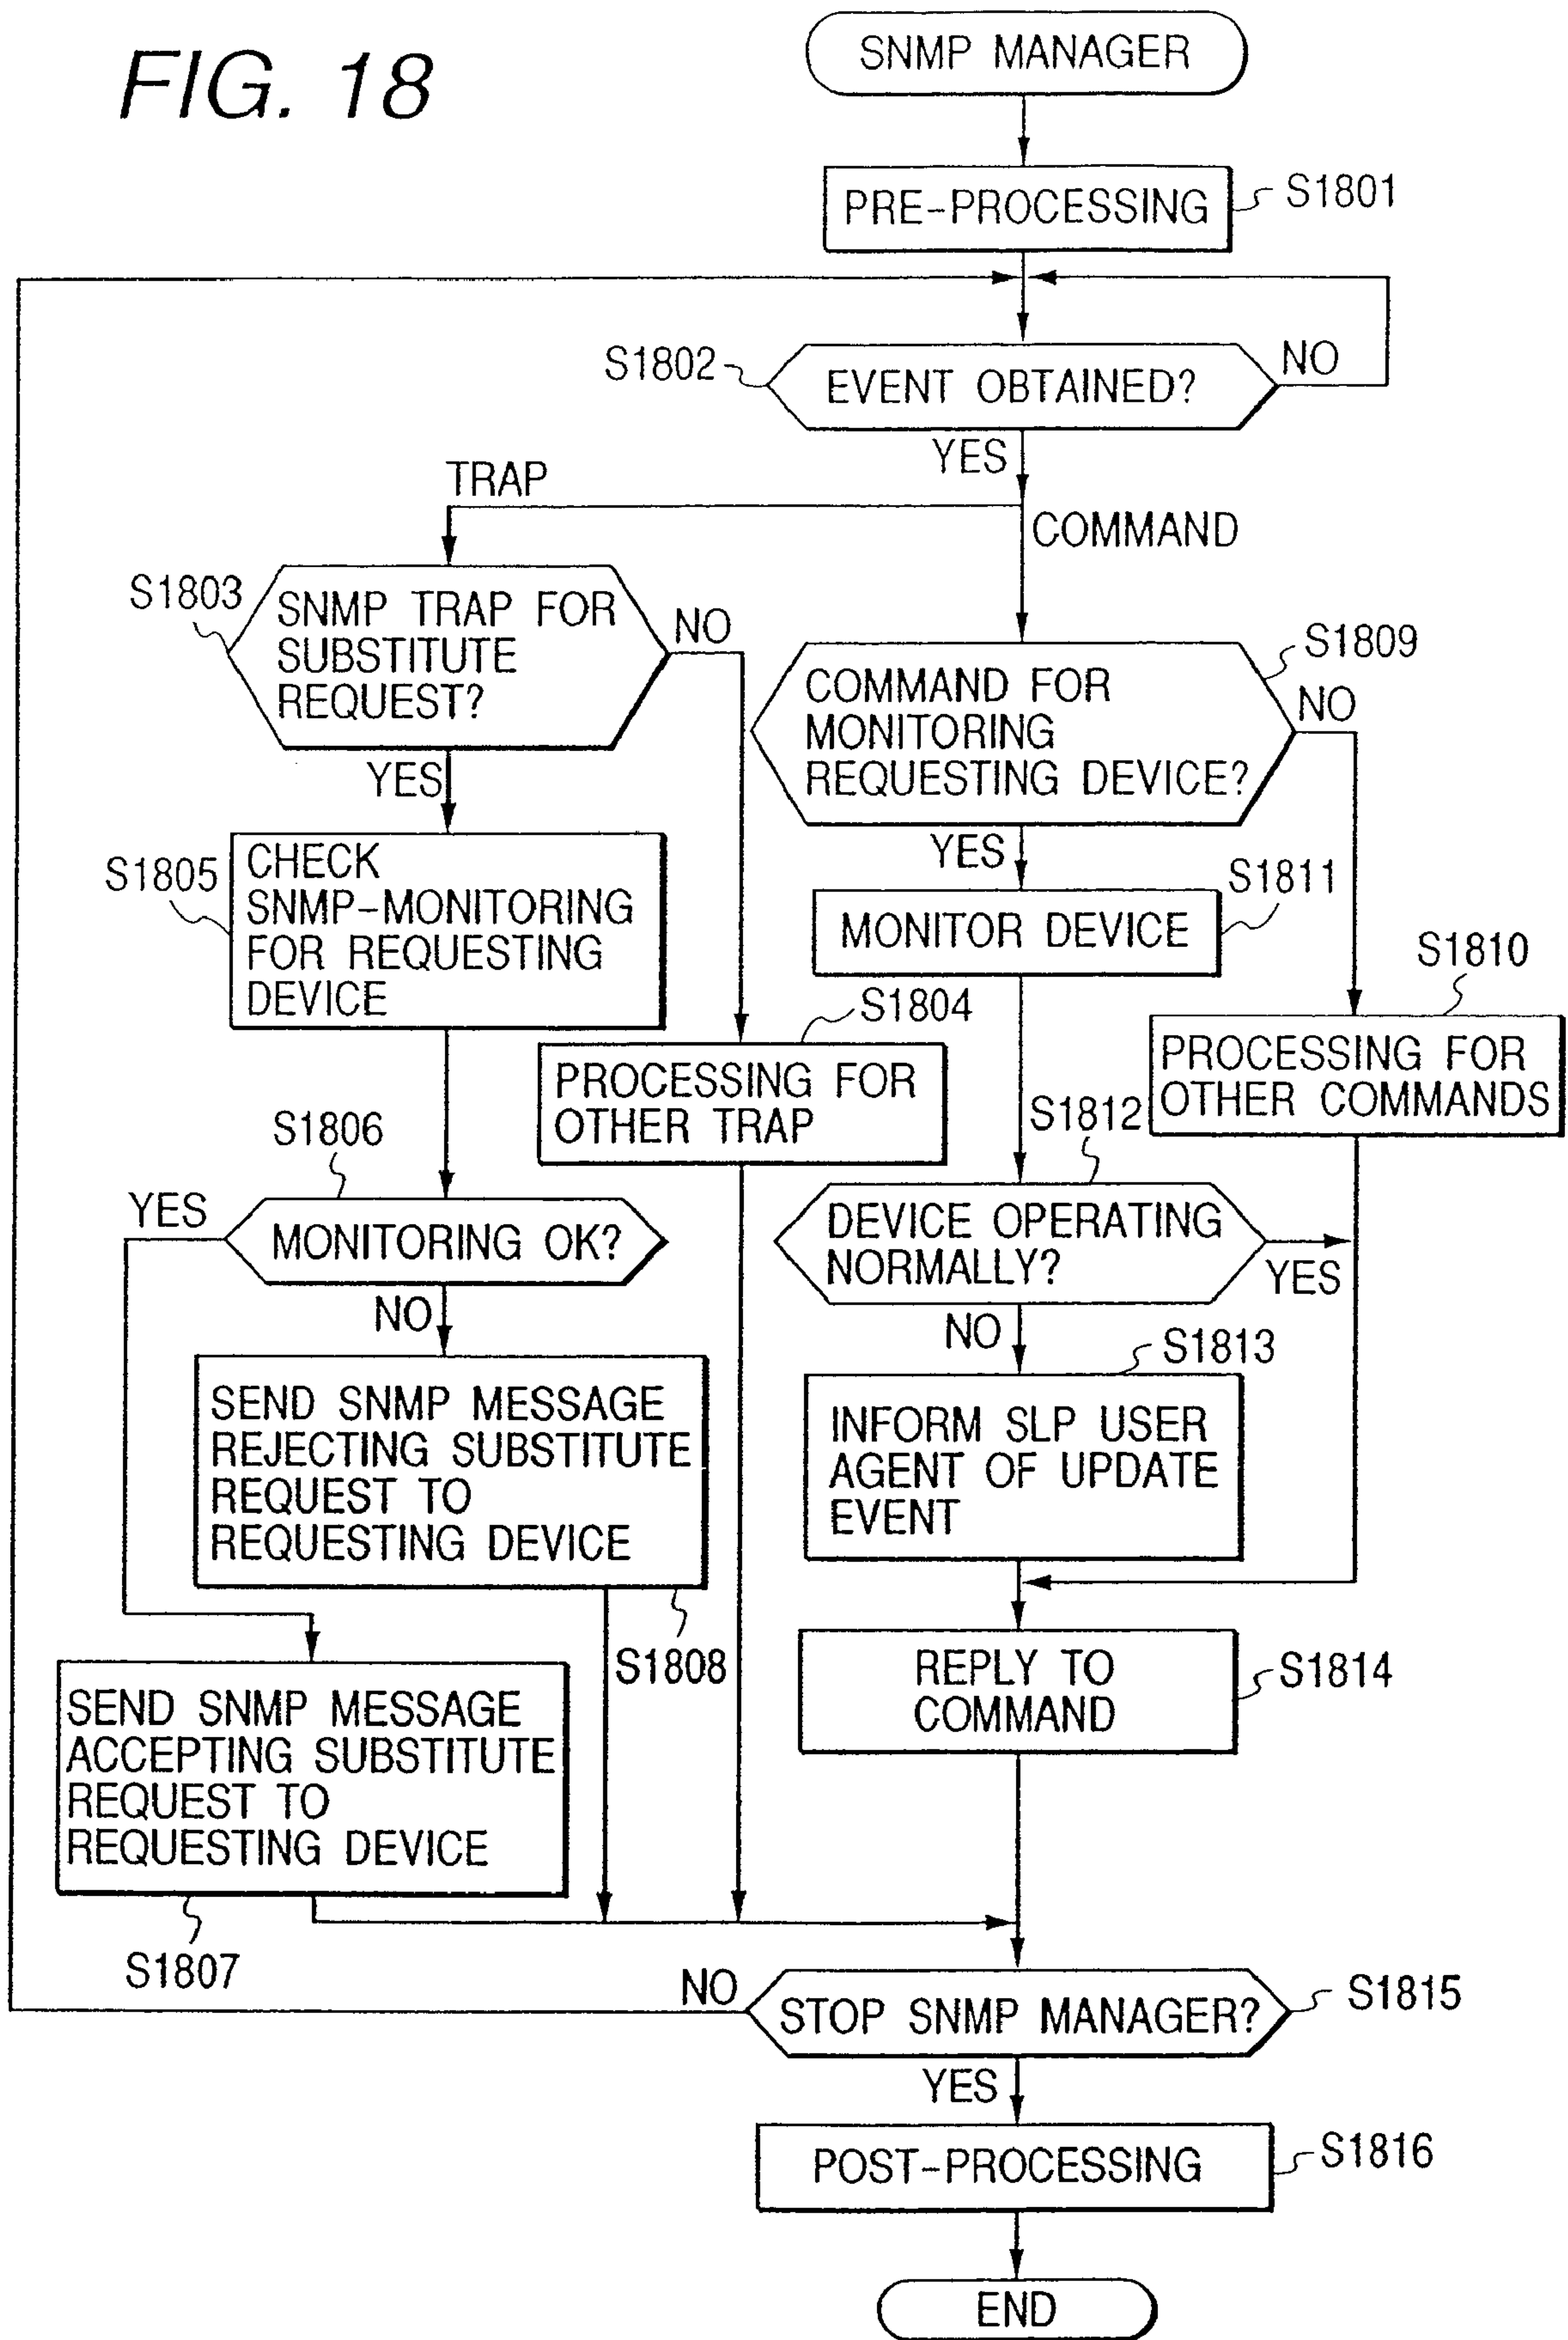 FIG. 18
SNMP MANAGER
PRE-PROCESSING
S1801
S1802
EVENT OBTAINED?
NO
YES
TRAP
COMMAND
S1803
SNMP TRAP FOR
SUBSTITUTE
REQUEST?
NO
YES
S1809
COMMAND FOR
MONITORING
REQUESTING DEVICE?
NO
YES
S1805
CHECK
SNMP-MONITORING
FOR REQUESTING
DEVICE
S1811
MONITOR DEVICE
S1804
PROCESSING FOR
OTHER TRAP
S1810
PROCESSING FOR
OTHER COMMANDS
S1806
YES
MONITORING OK?
NO
S1812
DEVICE OPERATING
NORMALLY?
YES
NO
SEND SNMP MESSAGE
REJECTING SUBSTITUTE
REQUEST TO
REQUESTING DEVICE
S1808
S1813
INFORM SLP USER
AGENT OF UPDATE
EVENT
SEND SNMP MESSAGE
ACCEPTING SUBSTITUTE
REQUEST TO
REQUESTING DEVICE
S1807
REPLY TO
COMMAND
S1814
NO
STOP SNMP MANAGER?
S1815
YES
POST-PROCESSING
S1816
END